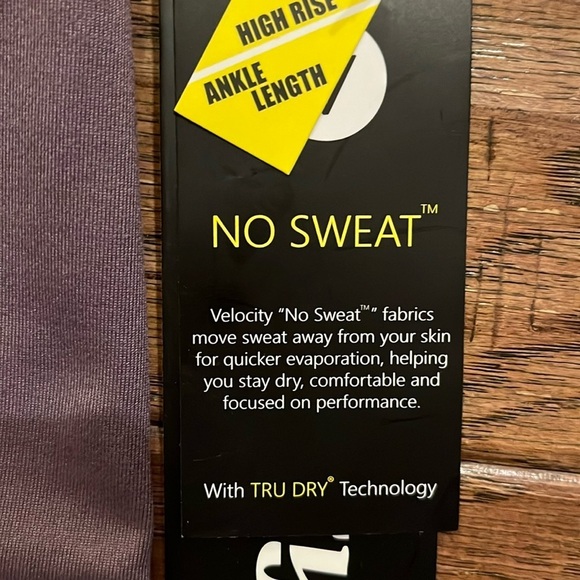 HIGH RISE
ANKLE
LENGTH
NO SWEAT™
Velocity “No Sweat™” fabrics
move sweat away from your skin
for quicker evaporation, helping
you stay dry, comfortable and
focused on performance.
With TRU DRY® Technology